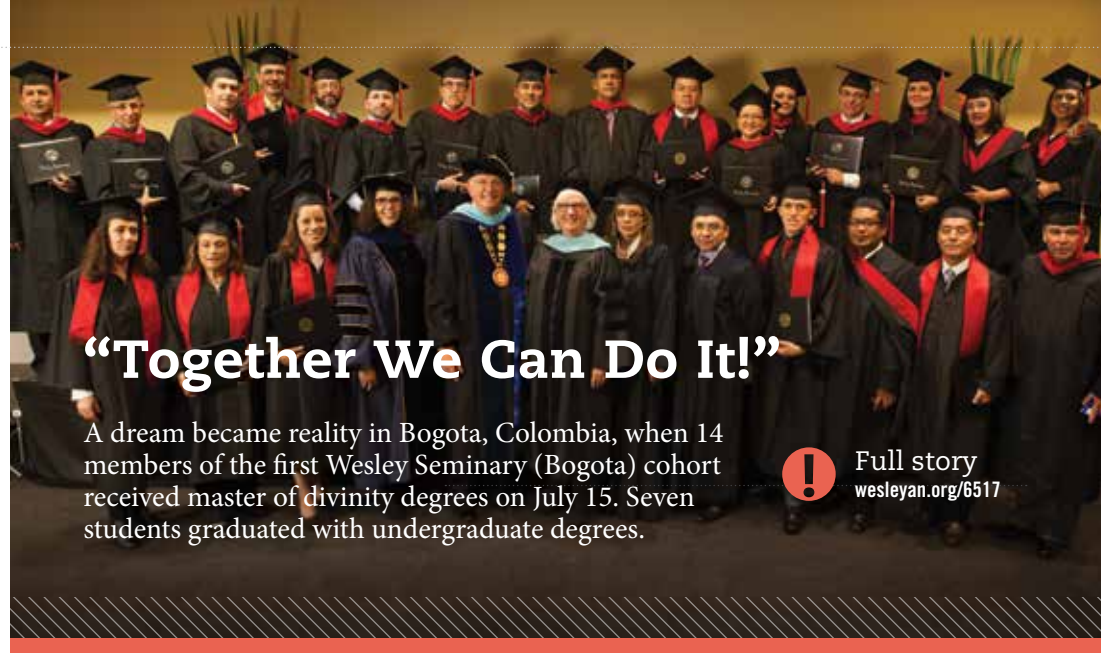 “Together We Can Do It!”
A dream became reality in Bogota, Colombia, when 14
members of the first Wesley Seminary (Bogota) cohort
received master of divinity degrees on July 15. Seven
students graduated with undergraduate degrees.
!
Full story
wesleyan.org/6517